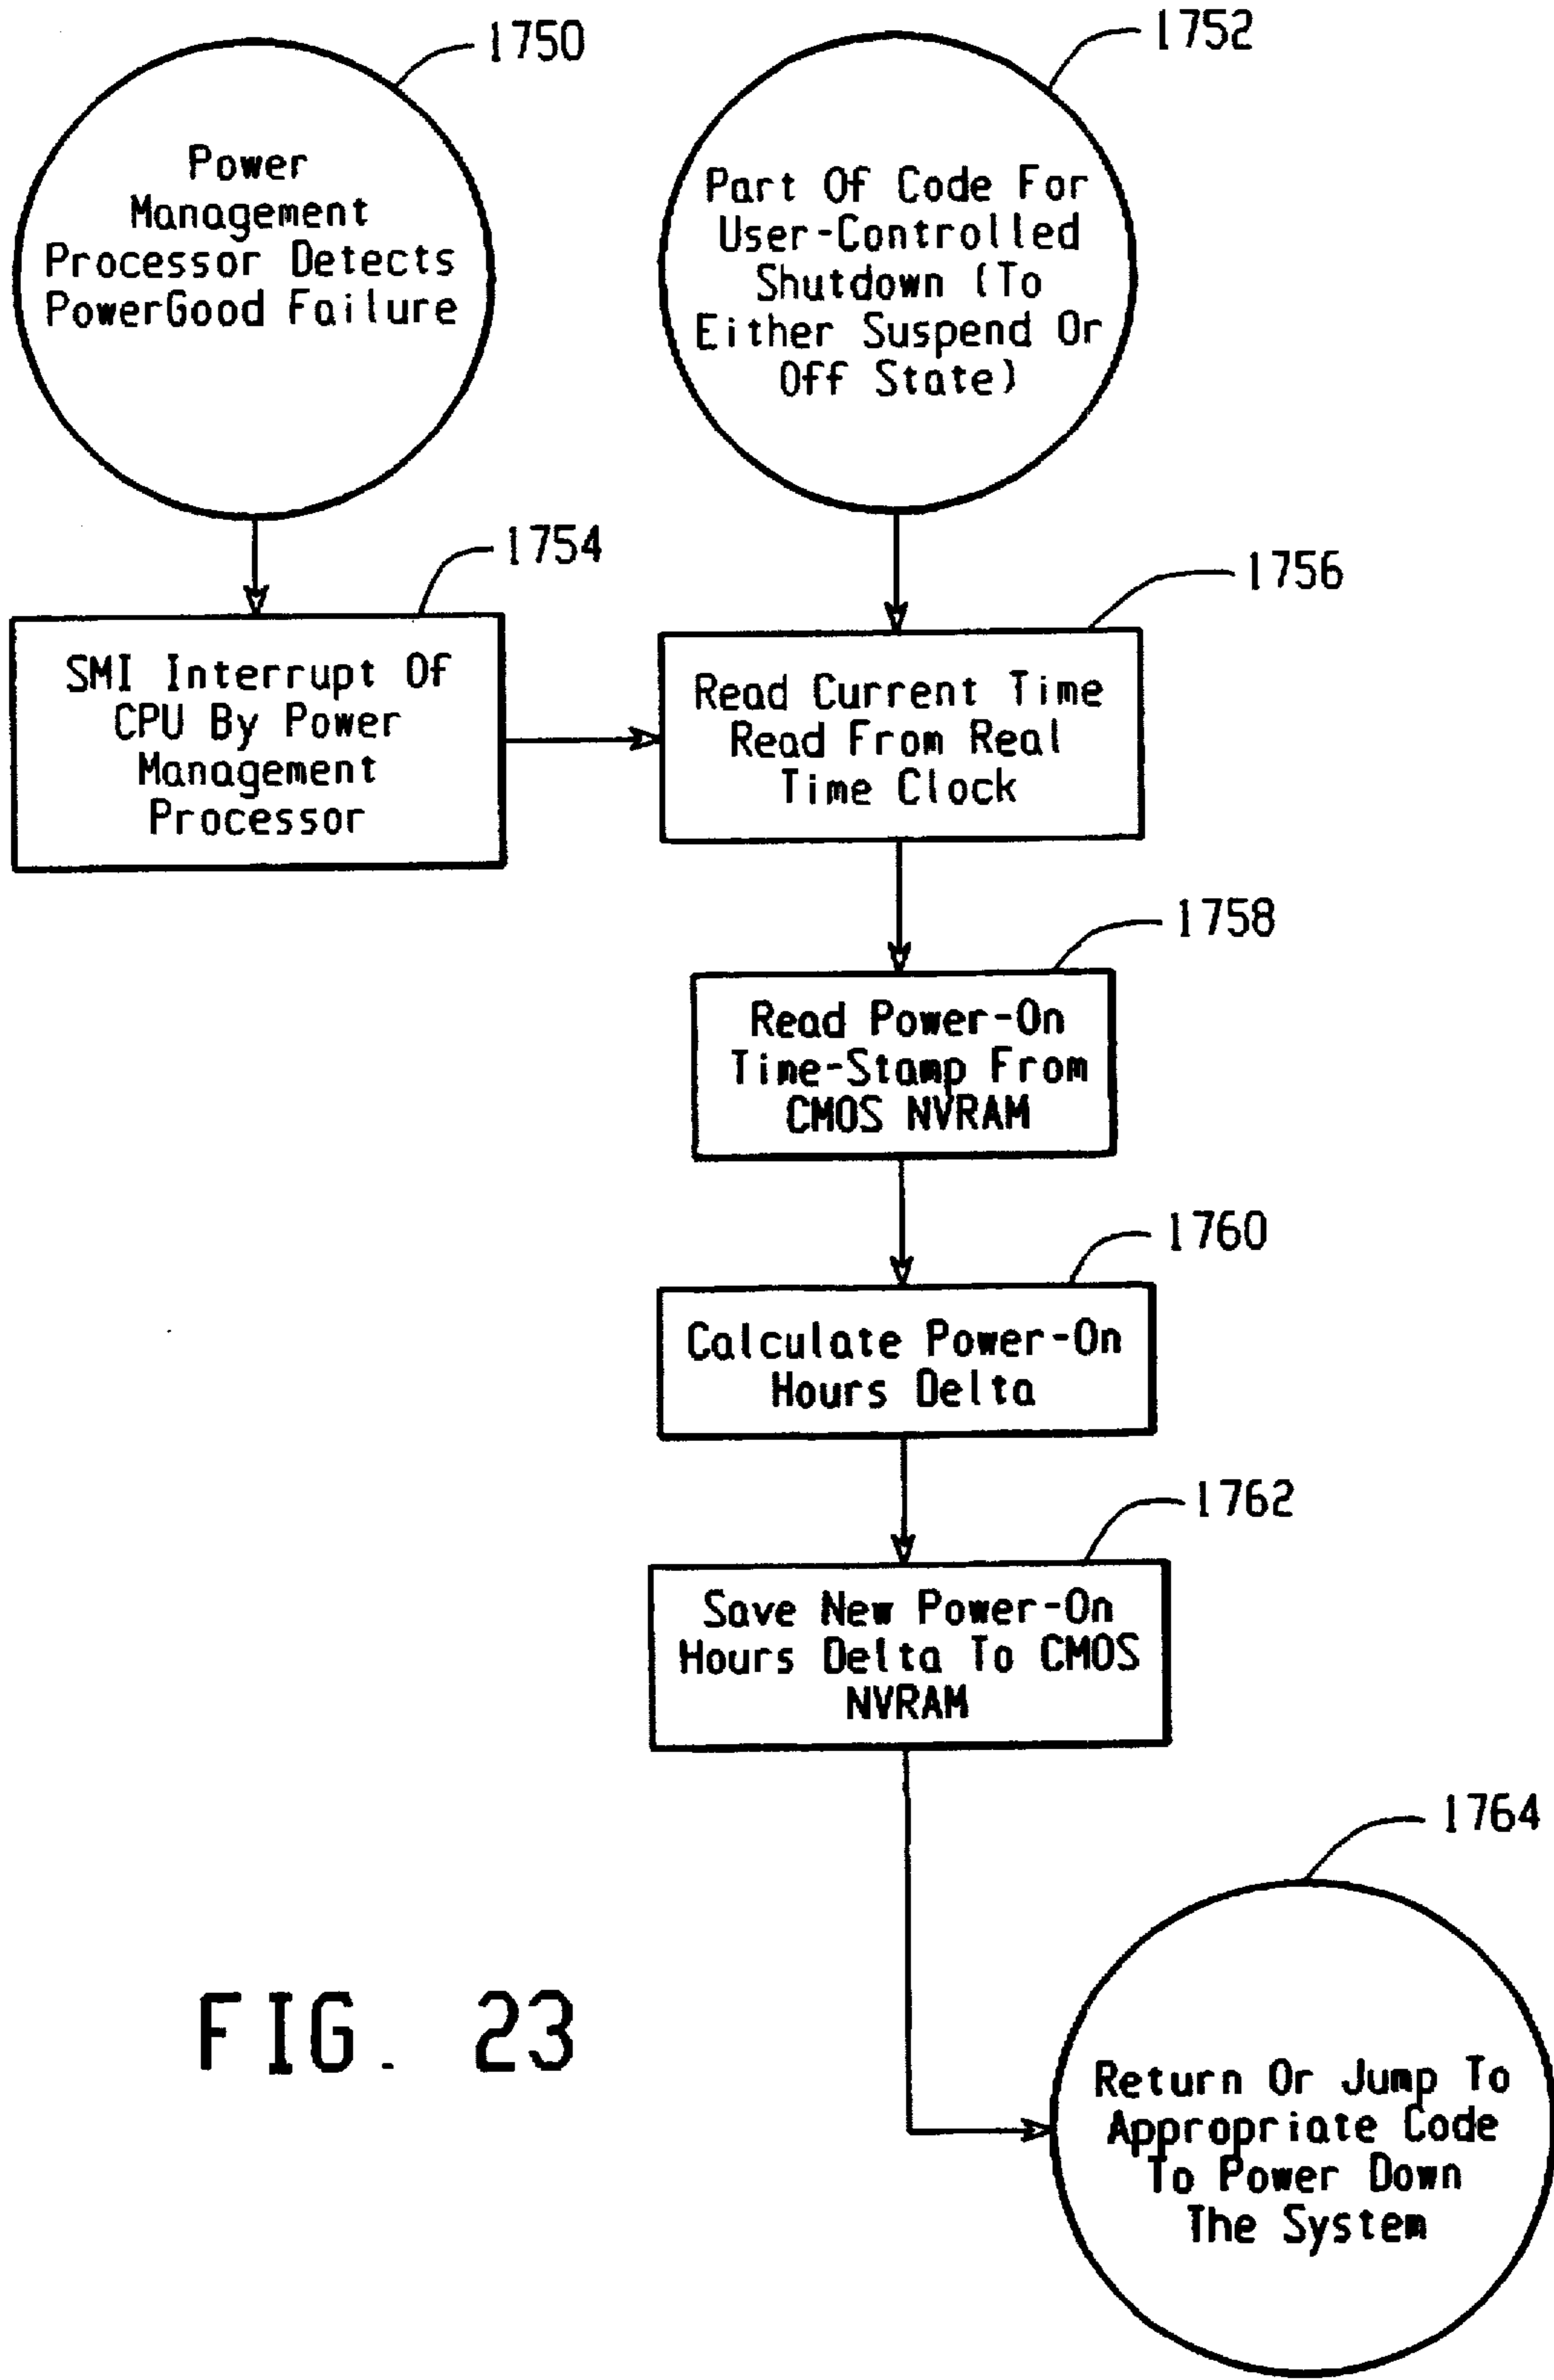 1750
Power
Management
Processor Detects
PowerGood Failure
1752
Part Of Code For
User-Controlled
Shutdown (To
Either Suspend Or
Off State)
1754
SMI Interrupt Of
CPU By Power
Management
Processor
1756
Read Current Time
Read From Real
Time Clock
1758
Read Power-On
Time-Stamp From
CMOS NVRAM
1760
Calculate Power-On
Hours Delta
1762
Save New Power-On
Hours Delta To CMOS
NVRAM
1764
Return Or Jump To
Appropriate Code
To Power Down
The System
FIG. 23